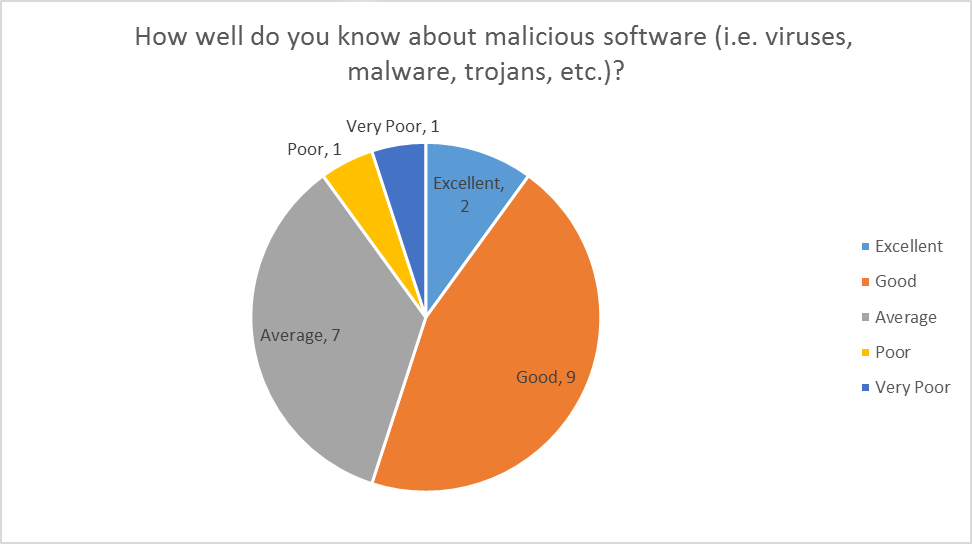 How well do you know about malicious software (i.e. viruses,
malware, trojans, etc.)?
Very Poor, 1
Poor, 1
Excellent,
2
Average, 7
Good, 9
Excellent
Good
Average
Poor
Very Poor